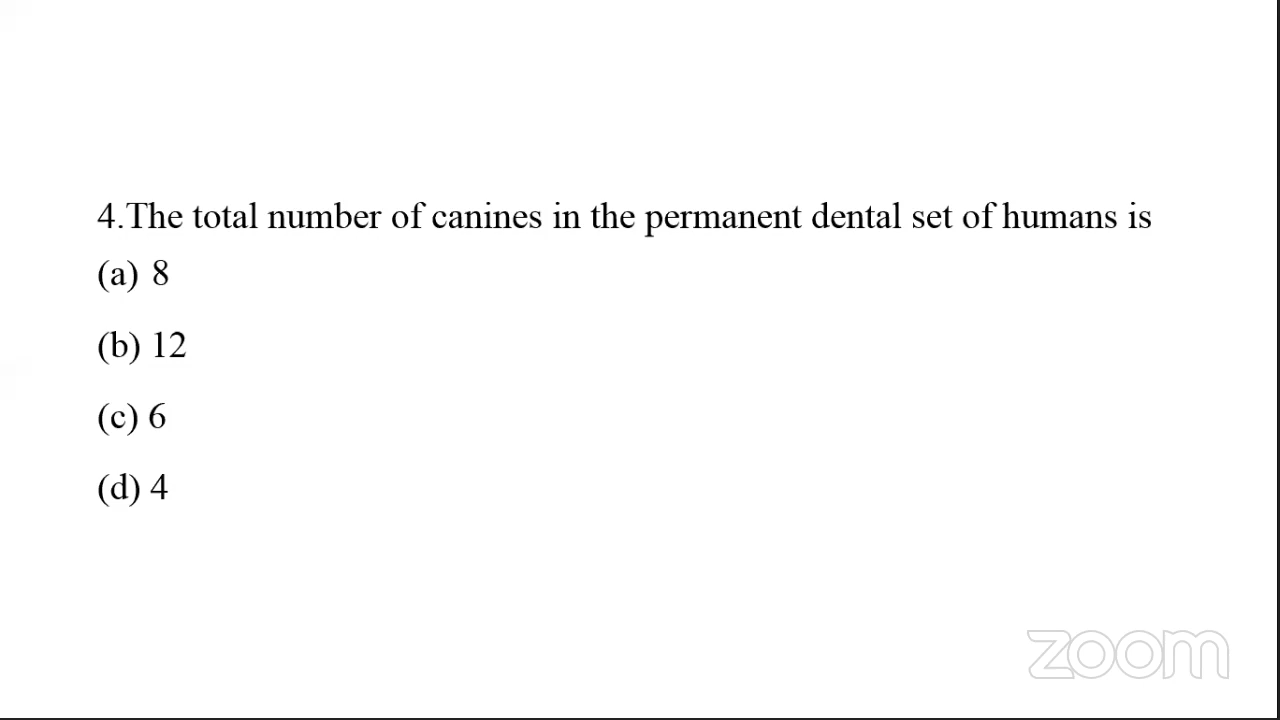 4.The total number of canines in the permanent dental set of humans is
(a) 8
(b) 12
(c) 6
(d) 4
zoom